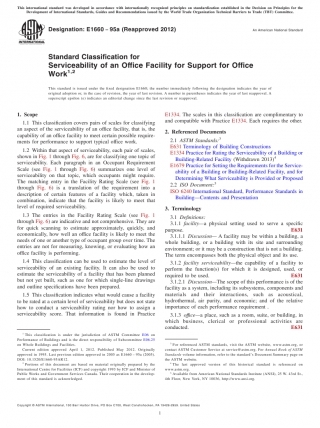 This international standard was developed in accordance with internationally recognized principles on standardization established in the Decision on Principles for the
Development of International Standards, Guides and Recommendations issued by the World Trade Organization Technical Barriers to Trade (TBT) Committee.
Designation: E1660 − 95a (Reapproved 2012)
An American National Standard
Standard Classification for
Serviceability of an Office Facility for Support for Office
Work1,2
This standard is issued under the fixed designation E1660; the number immediately following the designation indicates the year of
original adoption or, in the case of revision, the year of last revision. A number in parentheses indicates the year of last reapproval. A
superscript epsilon (ε) indicates an editorial change since the last revision or reapproval.
1. Scope
1.1 This classification covers pairs of scales for classifying
an aspect of the serviceability of an office facility, that is, the
capability of an office facility to meet certain possible require-
ments for performance to support typical office work.
1.2 Within that aspect of serviceability, each pair of scales,
shown in Fig. 1 through Fig. 6, are for classifying one topic of
serviceability. Each paragraph in an Occupant Requirement
Scale (see Fig. 1 through Fig. 6) summarizes one level of
serviceability on that topic, which occupants might require.
The matching entry in the Facility Rating Scale (see Fig. 1
through Fig. 6) is a translation of the requirement into a
description of certain features of a facility which, taken in
combination, indicate that the facility is likely to meet that
level of required serviceability.
1.3 The entries in the Facility Rating Scale (see Fig. 1
through Fig. 6) are indicative and not comprehensive. They are
for quick scanning to estimate approximately, quickly, and
economically, how well an office facility is likely to meet the
needs of one or another type of occupant group over time. The
entries are not for measuring, knowing, or evaluating how an
office facility is performing.
1.4 This classification can be used to estimate the level of
serviceability of an existing facility. It can also be used to
estimate the serviceability of a facility that has been planned
but not yet built, such as one for which single-line drawings
and outline specifications have been prepared.
1.5 This classification indicates what would cause a facility
to be rated at a certain level of serviceability but does not state
how to conduct a serviceability rating nor how to assign a
serviceability score. That information is found in Practice
E1334. The scales in this classification are complimentary to
and compatible with Practice E1334. Each requires the other.
2. Referenced Documents
2.1 ASTM Standards:3
E631 Terminology of Building Constructions
E1334 Practice for Rating the Serviceability of a Building or
Building-Related Facility (Withdrawn 2013)4
E1679 Practice for Setting the Requirements for the Service-
ability of a Building or Building-Related Facility, and for
Determining What Serviceability is Provided or Proposed
2.2 ISO Document:5
ISO 6240 International Standard, Performance Standards in
Building—Contents and Presentation
3. Terminology
3.1 Definitions:
3.1.1 facility—a physical setting used to serve a specific
purpose. E631
3.1.1.1 Discussion— A facility may be within a building, a
whole building, or a building with its site and surrounding
environment; or it may be a construction that is not a building.
The term encompasses both the physical object and its use.
3.1.2 facility serviceability—the capability of a facility to
perform the function(s) for which it is designed, used, or
required to be used. E631
3.1.2.1 Discussion—The scope of this performance is of the
facility as a system, including its subsystems, components and
materials and their interactions, such as acoustical,
hydrothermal, air purity, and economic; and of the relative
importance of each performance requirement.
3.1.3 office—a place, such as a room, suite, or building, in
which business, clerical or professional activities are
conducted. E631
1 This classification is under the jurisdiction of ASTM Committee E06 on
Performance of Buildings and is the direct responsibility of Subcommittee E06.25
on Whole Buildings and Facilities.
Current edition approved April 1, 2012. Published May 2012. Originally
approved in 1995. Last previous edition approved in 2005 as E1660 – 95a (2005).
DOI: 10.1520/E1660-95AR12.
2 Portions of this document are based on material originally prepared by the
International Centre for Facilities (ICF) and copyright 1993 by ICF and Minister of
Public Works and Government Services Canada. Their cooperation in the develop-
ment of this standard is acknowledged.
3 For referenced ASTM standards, visit the ASTM website, www.astm.org, or
contact ASTM Customer Service at service@astm.org. For Annual Book of ASTM
Standards volume information, refer to the standard's Document Summary page on
the ASTM website.
4 The last approved version of this historical standard is referenced on
www.astm.org.
5 Available from American National Standards Institute (ANSI), 25 W. 43rd St.,
4th Floor, New York, NY 10036, http://www.ansi.org.
Copyright © ASTM International, 100 Barr Harbor Drive, PO Box C700, West Conshohocken, PA 19428-2959. United States
1